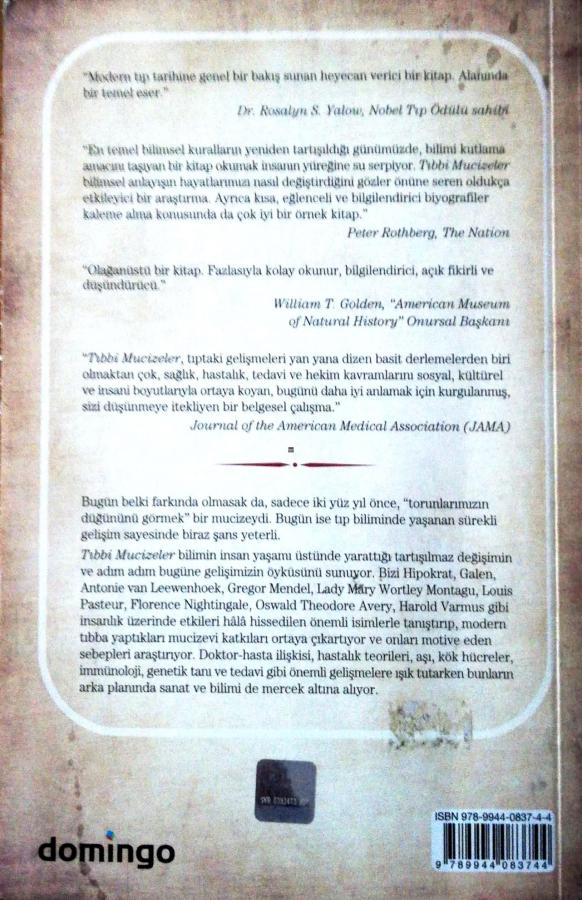 "Modern tıp tarihine genel bir bakış sunan heyecan verici bir kitap. Alanında
bir temel eser."
Dr. Rosalyn S. Yalow, Nobel Tıp Ödülü sahibi
"En temel bilimsel kuralların yeniden tartışıldığı günümüzde, bilimi kutlama
amacını taşıyan bir kitap okumak insanın yüreğine su serpiyor. Tıbbi Mucizeler
bilimsel anlayışın hayatlarımızı nasıl değiştirdiğini gözler önüne seren oldukça
etkileyici bir araştırma. Ayrıca kısa, eğlenceli ve bilgilendirici biyografiler
kaleme alma konusunda da çok iyi bir örnek kitap."
Peter Rothberg, The Nation
"Olağanüstü bir kitap. Fazlasıyla kolay okunur, bilgilendirici, açık fikirli ve
düşündürücü."
William T. Golden, "American Museum
of Natural History" Onursal Başkanı
"Tıbbi Mucizeler, tıptaki gelişmeleri yan yana dizen basit derlemelerden biri
olmaktan çok, sağlık, hastalık, tedavi ve hekim kavramlarını sosyal, kültürel
ve insani boyutlarıyla ortaya koyan, bugünü daha iyi anlamak için kurgulanmış,
sizi düşünmeye itekliyen bir belgesel çalışma."
Journal of the American Medical Association (JAMA)
Bugün belki farkında olmasak da, sadece iki yüz yıl önce, "torunlarımızın
düğününü görmek" bir mucizeydi. Bugün ise tıp biliminde yaşanan sürekli
gelişim sayesinde biraz şans yeterli.
Tıbbi Mucizeler bilimin insan yaşamı üstünde yarattığı tartışılmaz değişimin
ve adım adım bugüne gelişimizin öyküsünü sunuyor. Bizi Hipokrat, Galen,
Antonie van Leewenhoek, Gregor Mendel, Lady Mary Wortley Montagu, Louis
Pasteur, Florence Nightingale, Oswald Theodore Avery, Harold Varmus gibi
insanlık üzerinde etkileri hâlâ hissedilen önemli isimlerle tanıştırıp, modern
tıbba yaptıkları mucizevi katkıları ortaya çıkartıyor ve onları motive eden
sebepleri araştırıyor. Doktor-hasta ilişkisi, hastalık teorileri, aşı, kök hücreler,
immünoloji, genetik tanı ve tedavi gibi önemli gelişmelere ışık tutarken bunların
arka planında sanat ve bilimi de mercek altına alıyor.
domingo
ISBN 978-9944-0837-4-4
9 789944 083744